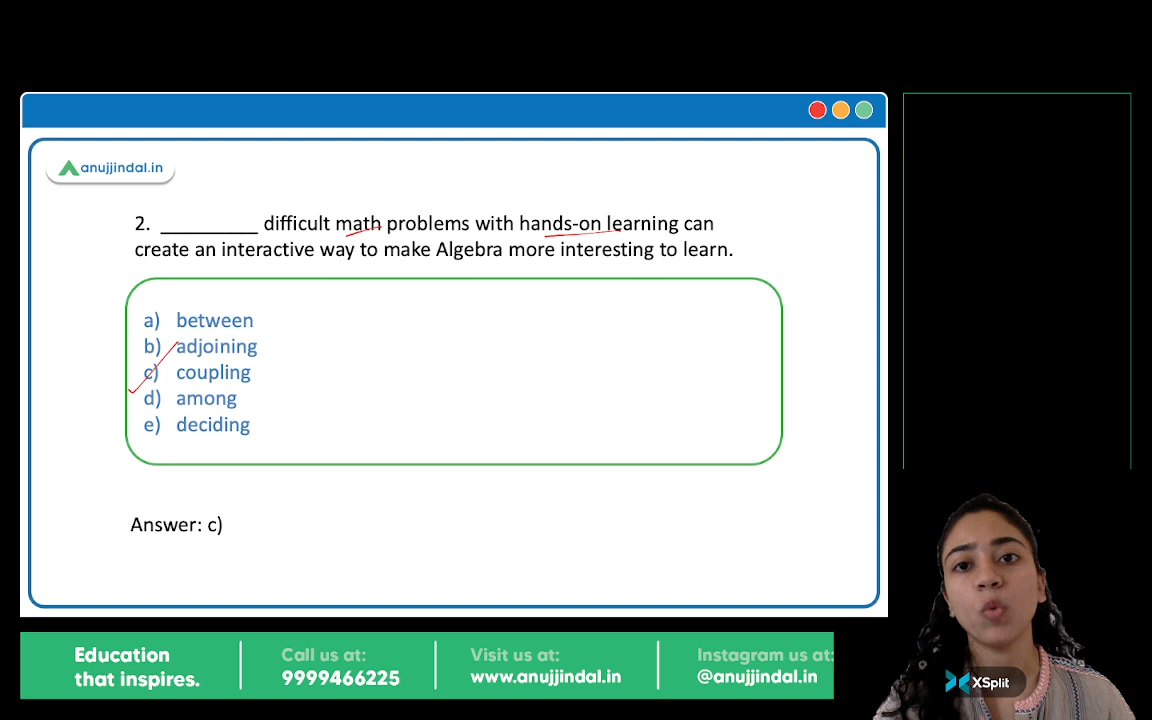 anujjindal.in
2. _________ difficult math problems with hands-on learning can
create an interactive way to make Algebra more interesting to learn.
a) between
b) adjoining
c) coupling
d) among
e) deciding
Answer: c)
Education
that inspires.
Call us at:
9999466225
Visit us at:
www.anujjindal.in
Instagram us at:
@anujjindal.in
XSplit